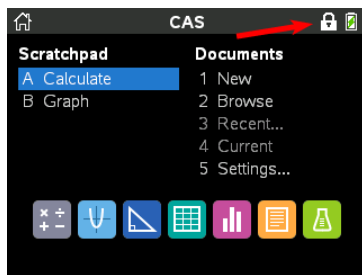 CAS
Scratchpad
A Calculate
B Graph
Documents
1 New
2 Browse
3 Recent...
4 Current
5 Settings...